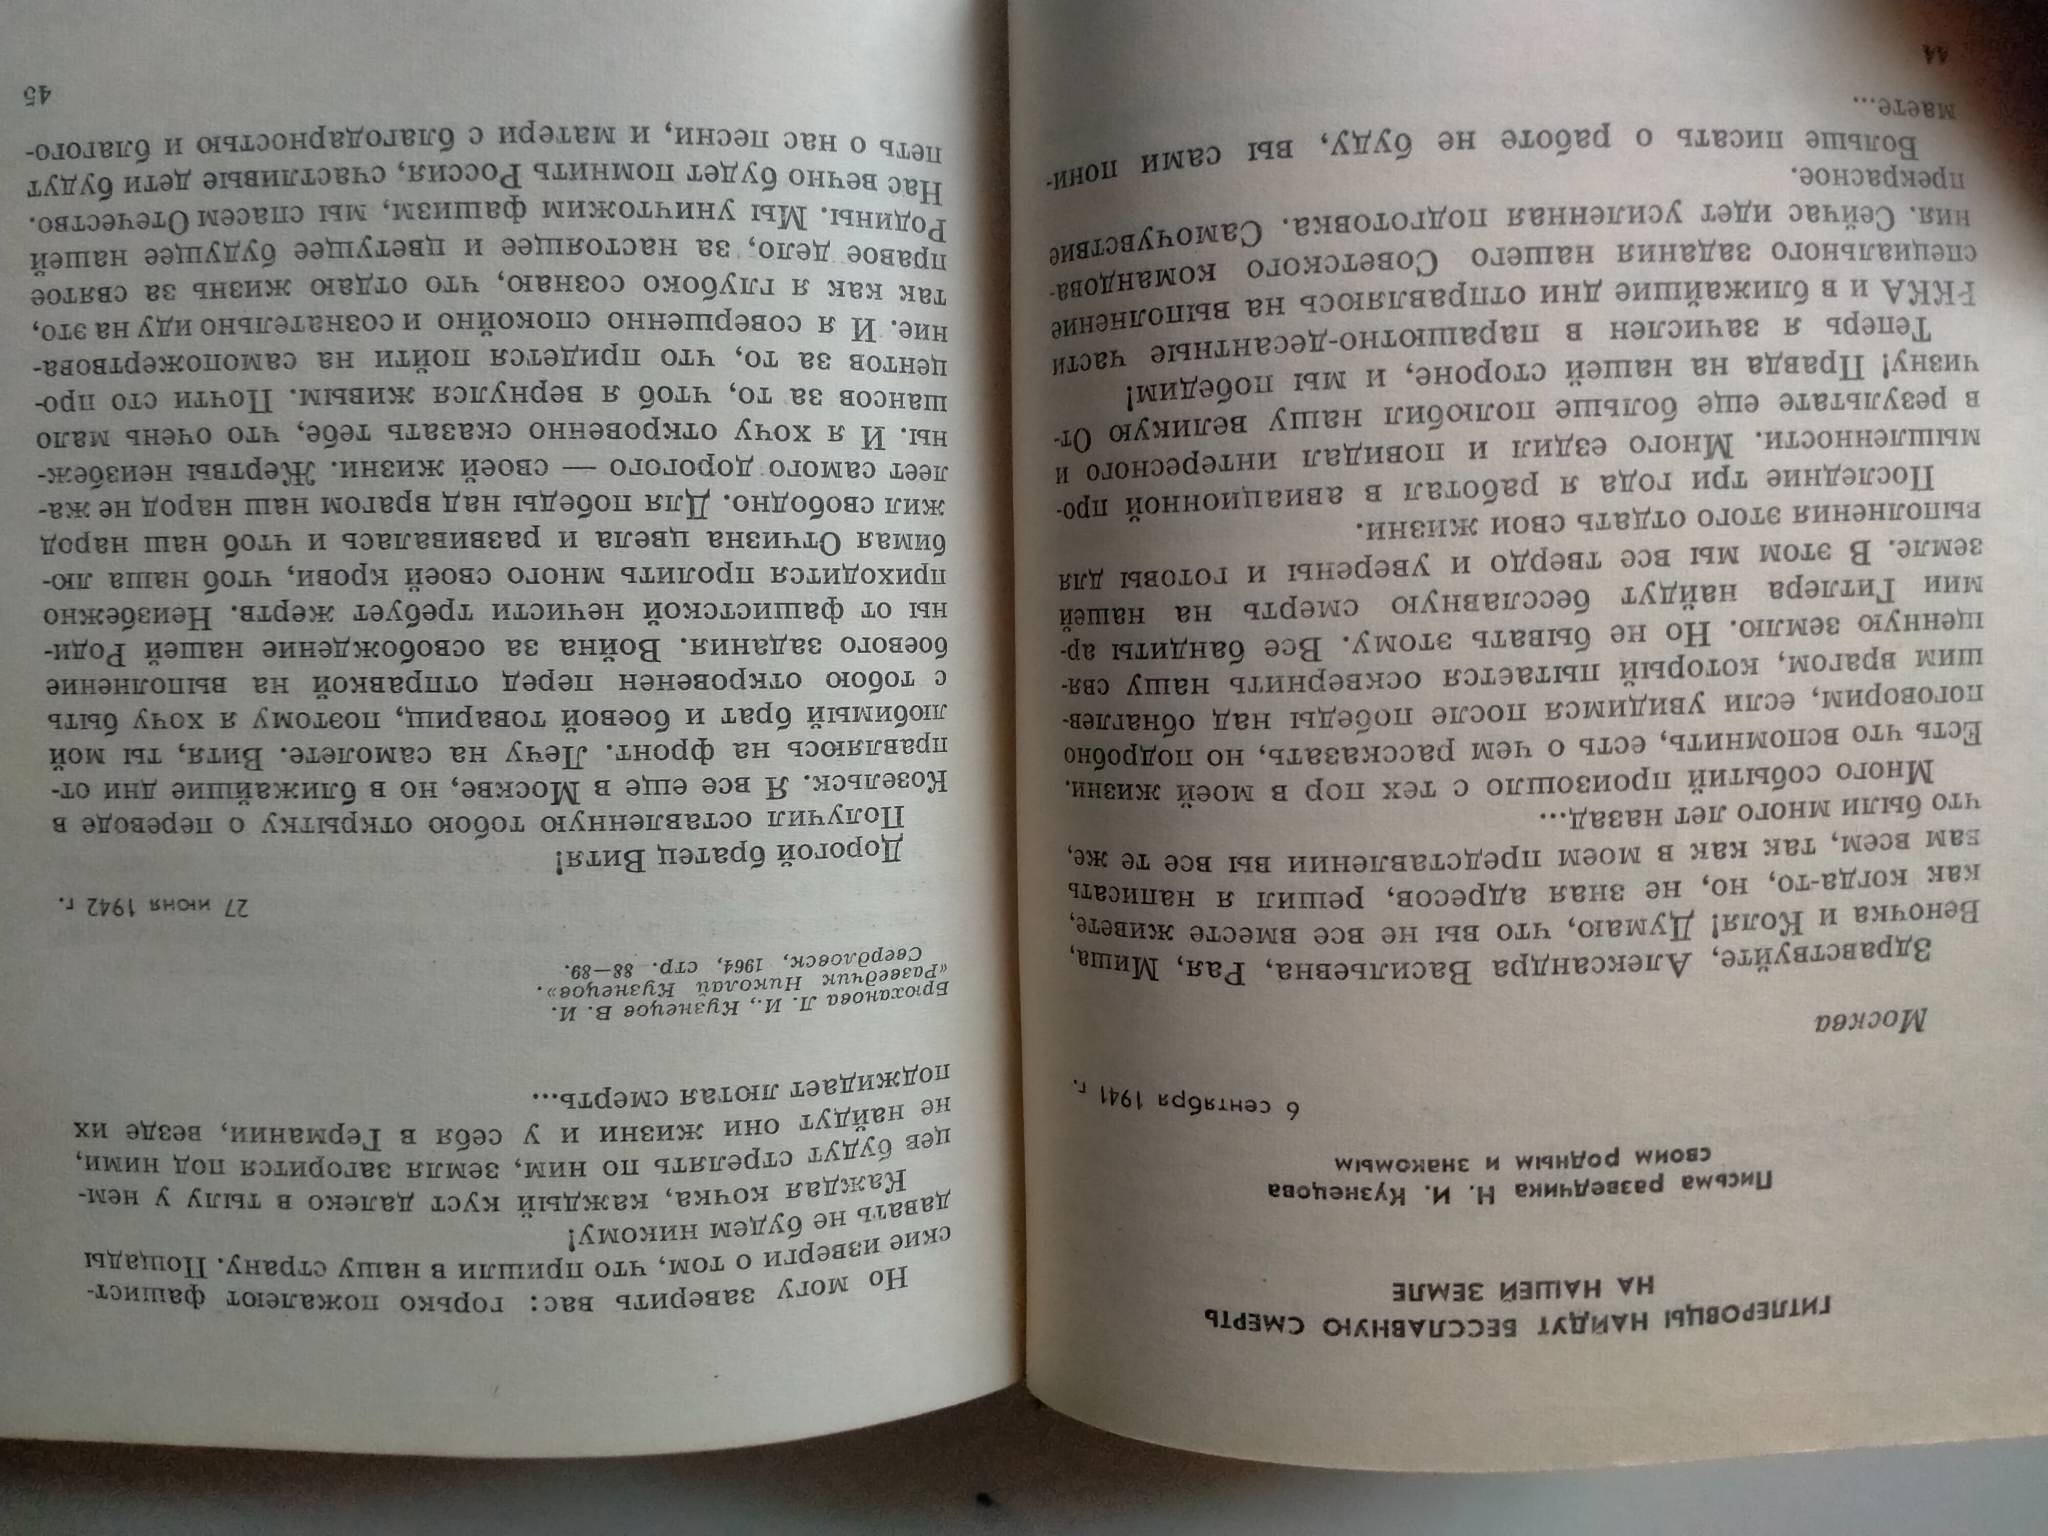 ГИТЛЕРОВЦЫ НАЙДУТ БЕССЛАВНУЮ СМЕРТЬ
НА НАШЕЙ ЗЕМЛЕ
Письма разведчика Н. И. Кузнецова
своим родным и знакомым
6 сентября 1941 г.
Москва
Здравствуйте, Александра Васильевна, Рая, Миша,
Веночка и Коля! Думаю, что вы не все вместе живете,
как когда-то, но, не зная адресов, решил я написать
вам всем, так как в моем представлении вы все те же,
что были много лет назад...
Много событий произошло с тех пор в моей жизни.
Есть что вспомнить, есть о чем рассказать, но подробно
поговорим, если увидимся после победы над обнаглев-
шим врагом, который пытается осквернить нашу свя-
щенную землю. Но не бывать этому. Все бандиты ар-
мии Гитлера найдут бесславную смерть на нашей
земле. В этом мы все твердо и уверены и готовы для
выполнения этого отдать свои жизни.
Последние три года я работал в авиационной про-
мышленности. Много ездил и повидал интересного и
в результате еще больше полюбил нашу великую От-
чизну! Правда на нашей стороне, и мы победим!
Теперь я зачислен в парашютно-десантные части
РККА и в ближайшие дни отправляюсь на выполнение
специального задания нашего Советского командова-
ния. Сейчас идет усиленная подготовка. Самочувствие
прекрасное.
Больше писать о работе не буду, вы сами пони-
маете...
44
Но могу заверить вас: горько пожалеют фашист-
ские изверги о том, что пришли в нашу страну. Пощады
давать не будем никому!
Каждая кочка, каждый куст далеко в тылу у нем-
цев будут стрелять по ним, земля загорится под ними,
не найдут они жизни и у себя в Германии, везде их
поджидает лютая смерть...
Брюханова Л. И., Кузнецов В. И.
«Разведчик Николай Кузнецов».
Свердловск, 1964, стр. 88—89.
27 июня 1942 г.
Дорогой братец Витя!
Получил оставленную тобою открытку о переводе в
Козельск. Я все еще в Москве, но в ближайшие дни от-
правляюсь на фронт. Лечу на самолете. Витя, ты мой
любимый брат и боевой товарищ, поэтому я хочу быть
с тобою откровенен перед отправкой на выполнение
боевого задания. Война за освобождение нашей Роди-
ны от фашистской нечисти требует жертв. Неизбежно
приходится пролить много своей крови, чтоб наша лю-
бимая Отчизна цвела и развивалась и чтоб наш народ
жил свободно. Для победы над врагом наш народ не жа-
леет самого дорогого — своей жизни. Жертвы неизбеж-
ны. И я хочу откровенно сказать тебе, что очень мало
шансов за то, чтоб я вернулся живым. Почти сто про-
центов за то, что придется пойти на самопожертвова-
ние. И я совершенно спокойно и сознательно иду на это,
так как я глубоко сознаю, что отдаю жизнь за святое
правое дело, за настоящее и цветущее будущее нашей
Родины. Мы уничтожим фашизм, мы спасем Отечество.
Нас вечно будет помнить Россия, счастливые дети будут
петь о нас песни, и матери с благодарностью и благого-
45